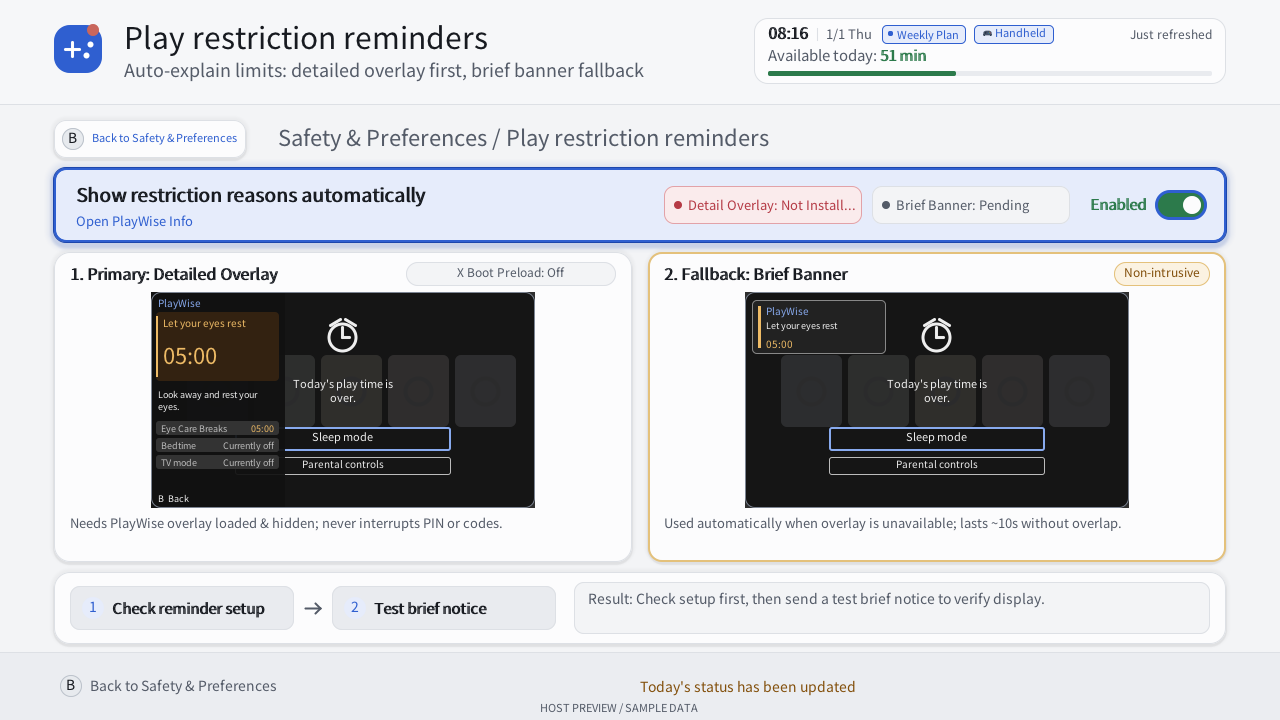 Play restriction reminders
Auto-explain limits: detailed overlay first, brief banner fallback
08:16 1/1 Thu Weekly Plan Handheld Just refreshed
Available today: 51 min
B Back to Safety & Preferences
Safety & Preferences / Play restriction reminders
Show restriction reasons automatically
Open PlayWise Info
Detail Overlay: Not Install...
Brief Banner: Pending
Enabled
1. Primary: Detailed Overlay
X Boot Preload: Off
PlayWise
Let your eyes rest
05:00
Look away and rest your
eyes.
Eye Care Breaks 05:00
Bedtime Currently off
TV mode Currently off
B Back
Today's play time is
over.
Sleep mode
Parental controls
Needs PlayWise overlay loaded & hidden; never interrupts PIN or codes.
2. Fallback: Brief Banner
Non-intrusive
PlayWise
Let your eyes rest
05:00
Today's play time is
over.
Sleep mode
Parental controls
Used automatically when overlay is unavailable; lasts ~10s without overlap.
1 Check reminder setup
2 Test brief notice
Result: Check setup first, then send a test brief notice to verify display.
B Back to Safety & Preferences
Today's status has been updated
HOST PREVIEW / SAMPLE DATA